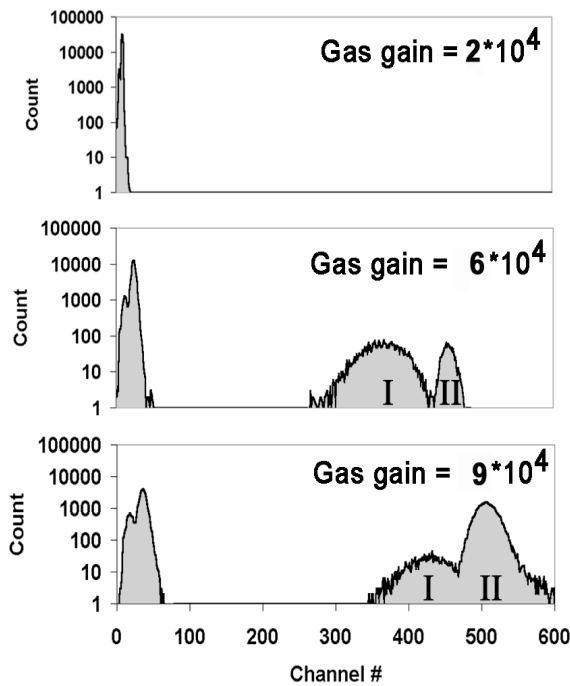 100000
10000
1000
100
10
1
Count
Gas gain = 2*10^4
100000
10000
1000
100
10
1
Count
Gas gain = 6*10^4
I II
100000
10000
1000
100
10
1
Count
Gas gain = 9*10^4
I II
0 100 200 300 400 500 600
Channel #